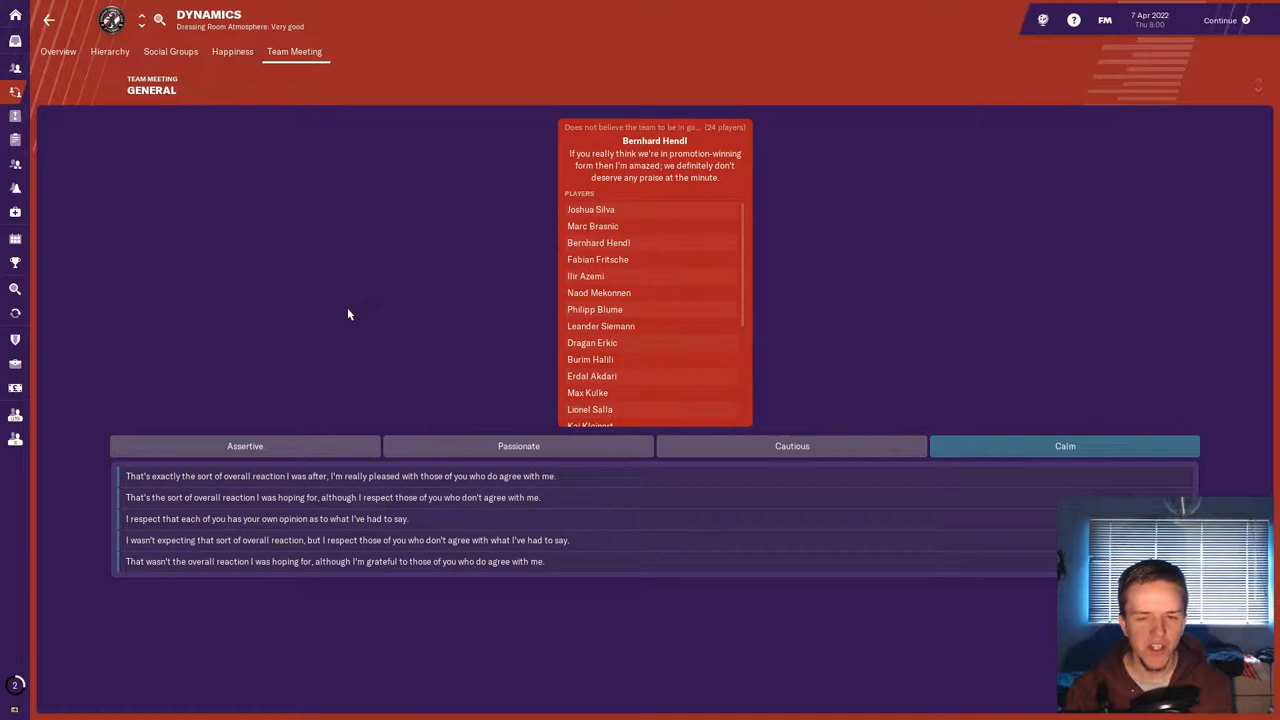 DYNAMICS
Dressing Room Atmosphere: Very good
FM
7 Apr 2022
Thu 8:00
Continue
Overview
Hierarchy
Social Groups
Happiness
Team Meeting
TEAM MEETING
GENERAL
Does not believe the team to be in go... (24 players)
Bernhard Hendl
If you really think we're in promotion-winning
form then I'm amazed; we definitely don't
deserve any praise at the minute.
PLAYERS
Joshua Silva
Marc Brasnic
Bernhard Hendl
Fabian Fritsche
Ilir Azemi
Naod Mekonnen
Philipp Blume
Leander Siemann
Dragan Erkic
Burim Halili
Erdal Akdari
Max Kulke
Lionel Salla
Kai Kleinert
Assertive
Passionate
Cautious
Calm
That's exactly the sort of overall reaction I was after, I'm really pleased with those of you who do agree with me.
That's the sort of overall reaction I was hoping for, although I respect those of you who don't agree with me.
I respect that each of you has your own opinion as to what I've had to say.
I wasn't expecting that sort of overall reaction, but I respect those of you who don't agree with what I've had to say.
That wasn't the overall reaction I was hoping for, although I'm grateful to those of you who do agree with me.
2